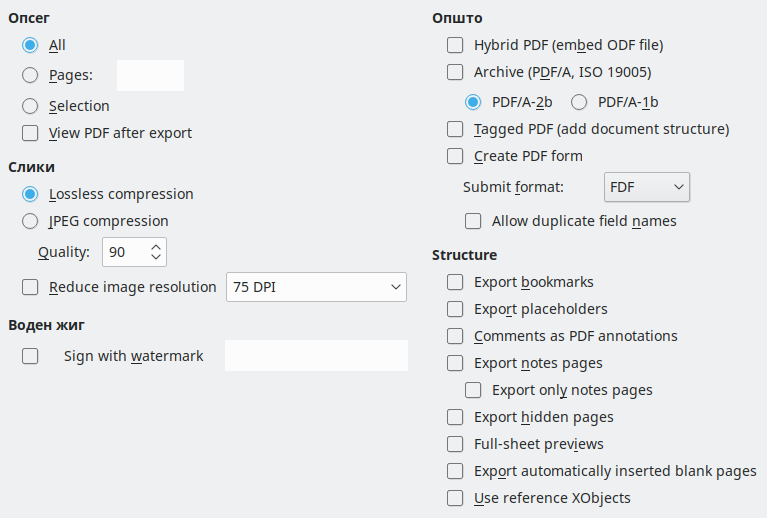 Опсег
All
Pages:
Selection
View PDF after export
Слики
Lossless compression
JPEG compression
Quality: 90
Reduce image resolution 75 DPI
Воден жиг
Sign with watermark
Општо
Hybrid PDF (embed ODF file)
Archive (PDF/A, ISO 19005)
PDF/A-2b PDF/A-1b
Tagged PDF (add document structure)
Create PDF form
Submit format: FDF
Allow duplicate field names
Structure
Export bookmarks
Export placeholders
Comments as PDF annotations
Export notes pages
Export only notes pages
Export hidden pages
Full-sheet previews
Export automatically inserted blank pages
Use reference XObjects